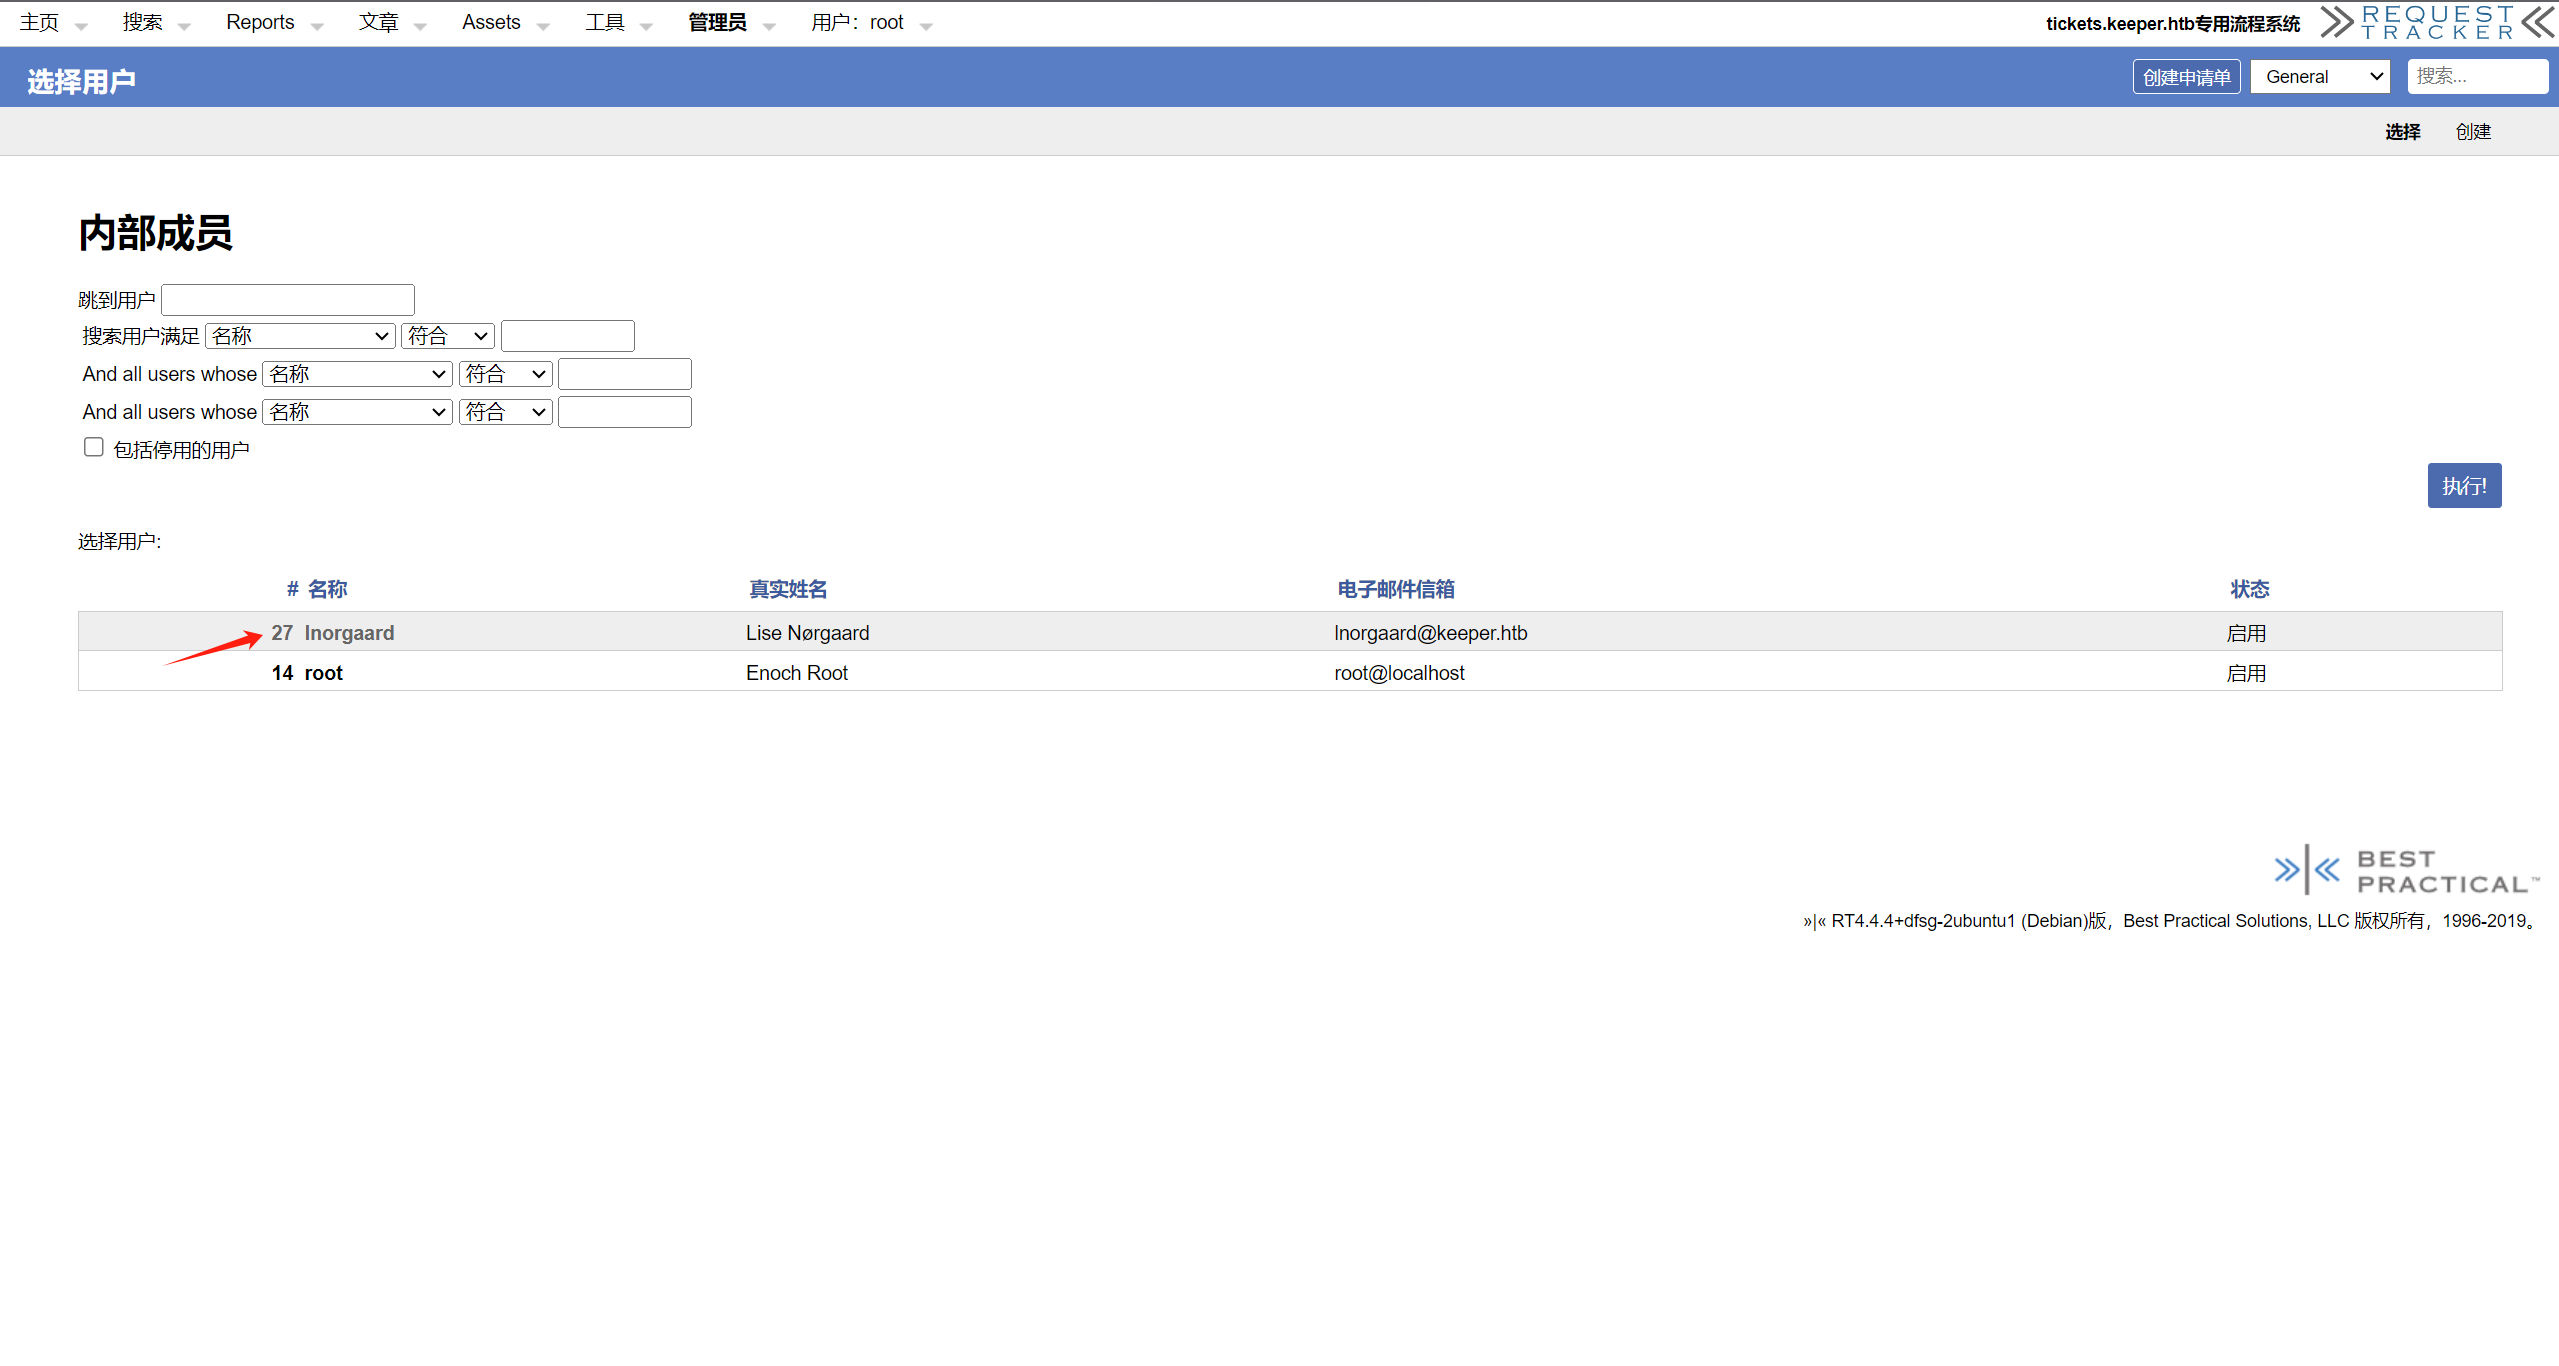 主页 搜索 Reports 文章 Assets 工具 管理员 用户：root tickets.keeper.htb专用流程系统 REQUEST TRACKER
选择用户 创建申请单 General 搜索...
选择 创建
内部成员
跳到用户
搜索用户满足 名称 符合
And all users whose 名称 符合
And all users whose 名称 符合
包括停用的用户
执行!
选择用户:
# 名称 真实姓名 电子邮件信箱 状态
27 lnorgaard Lise Nørgaard lnorgaard@keeper.htb 启用
14 root Enoch Root root@localhost 启用
»|« BEST PRACTICAL™
»|« RT4.4.4+dfsg-2ubuntu1 (Debian)版，Best Practical Solutions, LLC 版权所有，1996-2019。